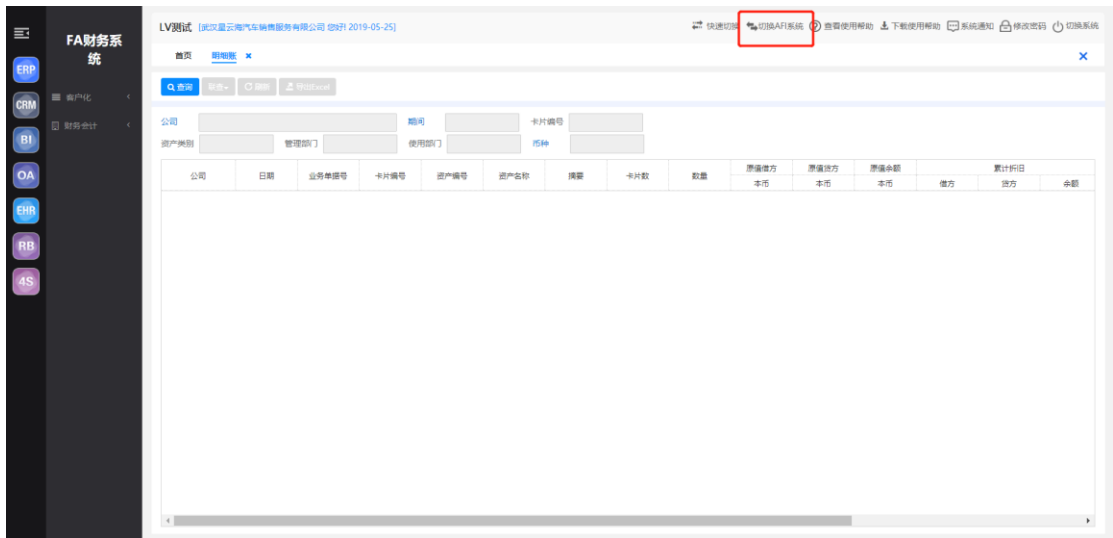 LV测试 [武汉星云海汽车销售服务有限公司 您好! 2019-05-25]
快速切换 切换AFI系统 查看使用帮助 下载使用帮助 系统通知 修改密码 切换系统
FA财务系统
首页 明细账
ERP
CRM
BI
OA
EHR
RB
4S
客户化
财务会计
查询 联查 刷新 导出Excel
公司 期间 卡片编号
资产类别 管理部门 使用部门 币种
公司 日期 业务单据号 卡片编号 资产编号 资产名称 摘要 卡片数 数量 原值借方 原值贷方 原值余额 累计折旧
本币 本币 本币 借方 贷方 余额